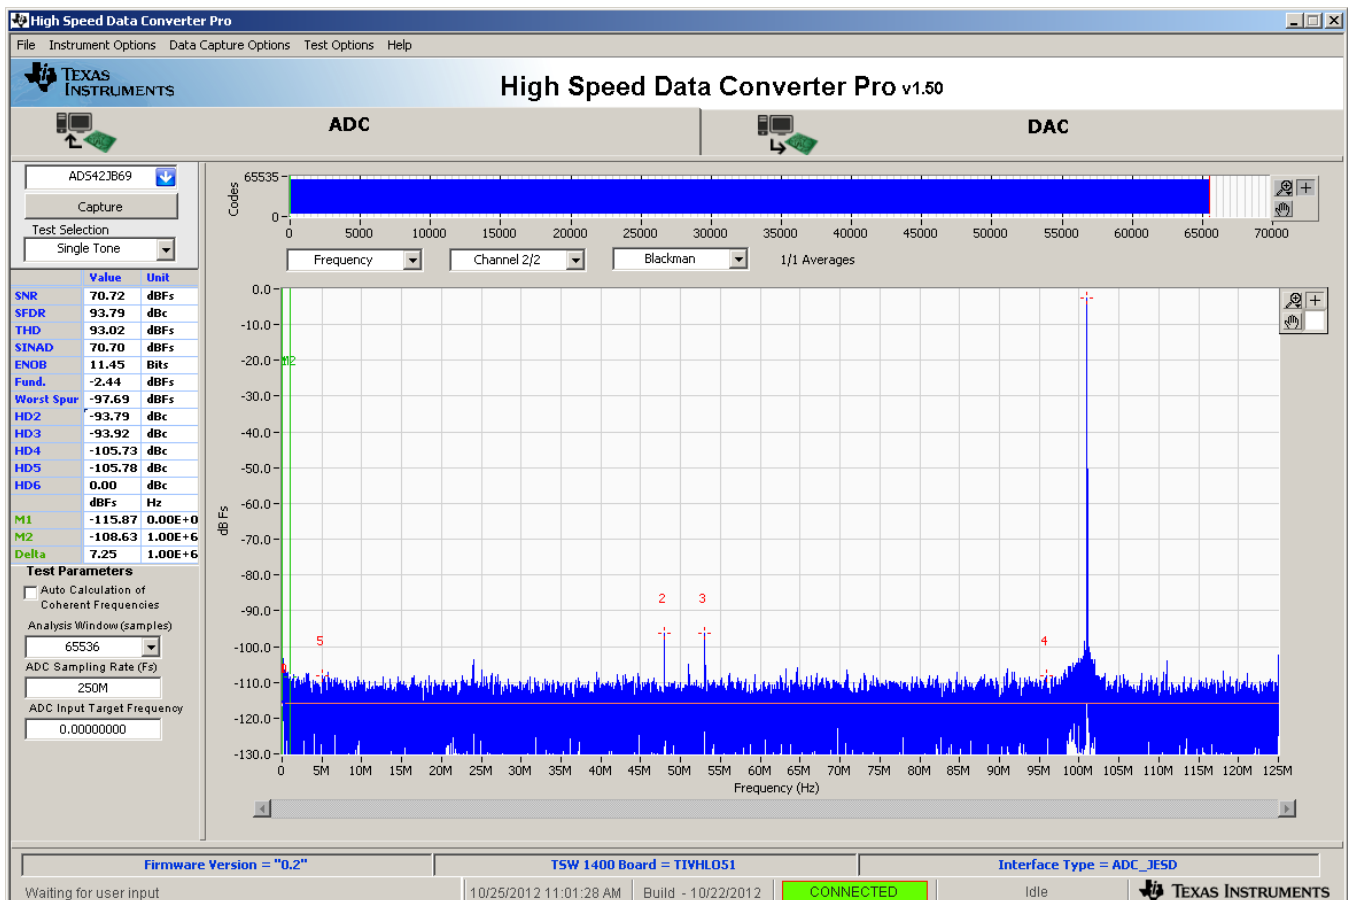 High Speed Data Converter Pro
File Instrument Options Data Capture Options Test Options Help
TEXAS INSTRUMENTS
High Speed Data Converter Pro v1.50
ADC
DAC
ADS42JB69
Capture
Test Selection
Single Tone
Value Unit
SNR 70.72 dBFs
SFDR 93.79 dBc
THD 93.02 dBFs
SINAD 70.70 dBFs
ENOB 11.45 Bits
Fund. -2.44 dBFs
Worst Spur -97.69 dBFs
HD2 -93.79 dBc
HD3 -93.92 dBc
HD4 -105.73 dBc
HD5 -105.78 dBc
HD6 0.00 dBc
dBFs Hz
M1 -115.87 0.00E+0
M2 -108.63 1.00E+6
Delta 7.25 1.00E+6
Test Parameters
Auto Calculation of
Coherent Frequencies
Analysis Window (samples)
65536
ADC Sampling Rate (Fs)
250M
ADC Input Target Frequency
0.00000000
Codes
65535
0
0 5000 10000 15000 20000 25000 30000 35000 40000 45000 50000 55000 60000 65000 70000
Frequency Channel 2/2 Blackman 1/1 Averages
dB Fs
0.0
-10.0
-20.0
-30.0
-40.0
-50.0
-60.0
-70.0
-80.0
-90.0
-100.0
-110.0
-120.0
-130.0
M2
2 3
5 4
0 5M 10M 15M 20M 25M 30M 35M 40M 45M 50M 55M 60M 65M 70M 75M 80M 85M 90M 95M 100M 105M 110M 115M 120M 125M
Frequency (Hz)
Firmware Version = "0.2" TSW 1400 Board = TIVHLO51 Interface Type = ADC_JESD
Waiting for user input 10/25/2012 11:01:28 AM Build - 10/22/2012 CONNECTED Idle TEXAS INSTRUMENTS